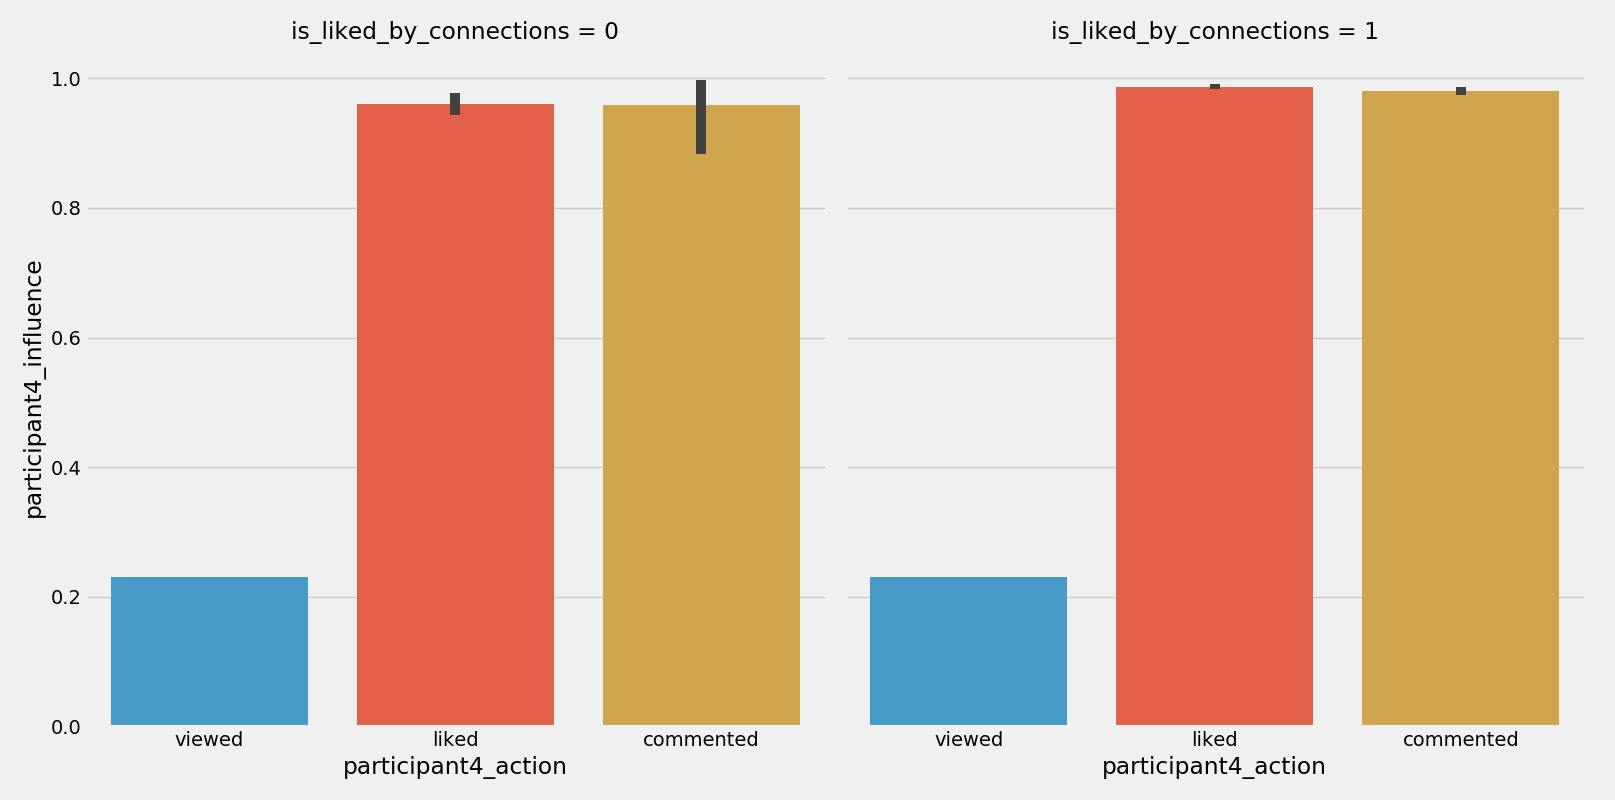 is_liked_by_connections = 0
is_liked_by_connections = 1
participant4_influence
1.0
0.8
0.6
0.4
0.2
0.0
viewed
liked
commented
viewed
liked
commented
participant4_action
participant4_action